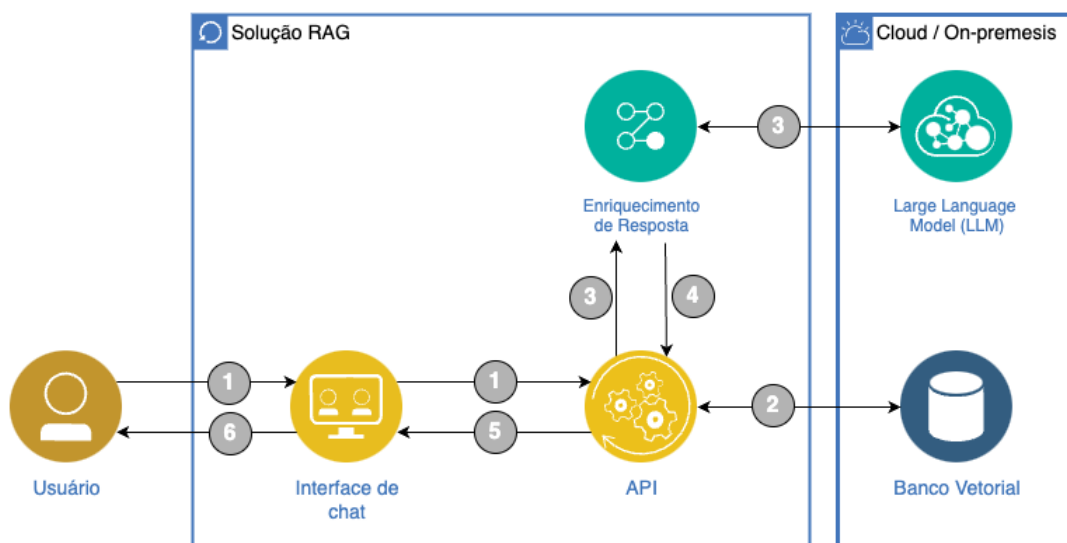 Solução RAG
Cloud / On-premesis
3
Enriquecimento
de Resposta
Large Language
Model (LLM)
3
4
1
1
2
6
5
Usuário
Interface de
chat
API
Banco Vetorial